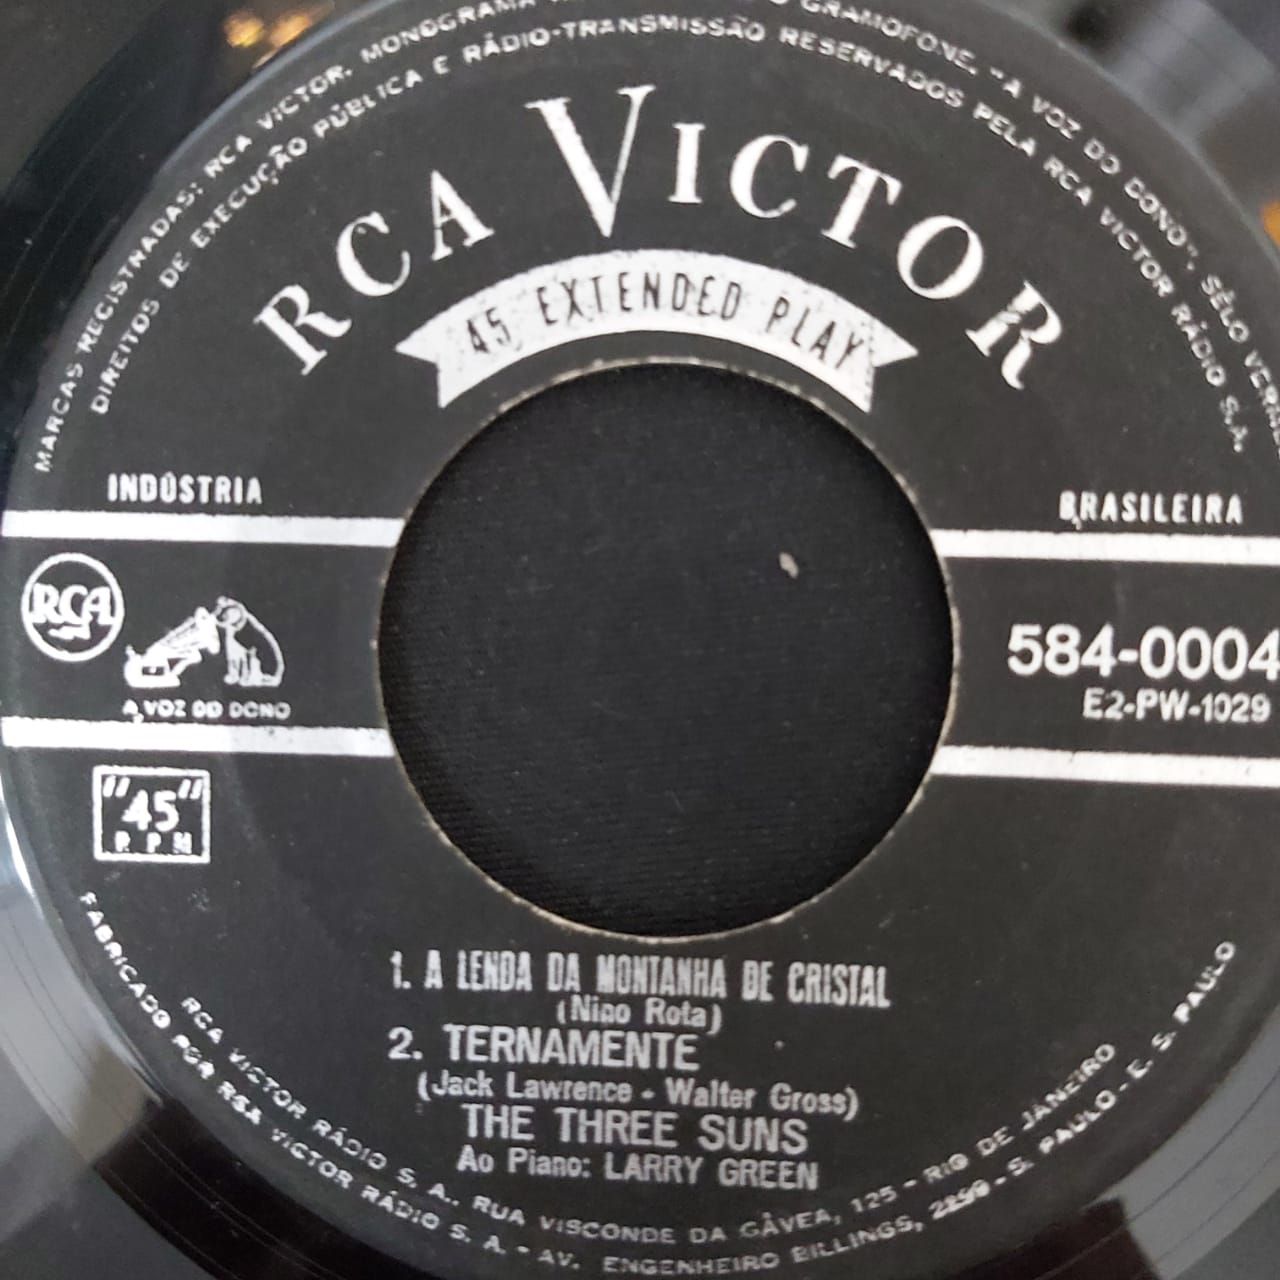 MARCAS REGISTRADAS: RCA VICTOR, MONOGRAMA GRAMOFONE, "A VOZ DO DONO", SÊLO
DIREITOS DE EXECUÇÃO PÚBLICA E RÁDIO-TRANSMISSÃO RESERVADOS PELA RCA VICTOR RÁDIO S.A.
RCA VICTOR
45 EXTENDED PLAY
INDÚSTRIA BRASILEIRA
RCA
A VOZ DO DONO
584-0004
E2-PW-1029
"45"
R P M
1. A LENDA DA MONTANHA DE CRISTAL
(Nino Rota)
2. TERNAMENTE
(Jack Lawrence - Walter Gross)
THE THREE SUNS
Ao Piano: LARRY GREEN
RCA VICTOR RÁDIO S. A., RUA VISCONDE DA GÁVEA, 125 - RIO DE JANEIRO
FABRICADO POR RCA VICTOR RÁDIO S. A. - AV. ENGENHEIRO BILLINGS, - S. PAULO - E. S. PAULO